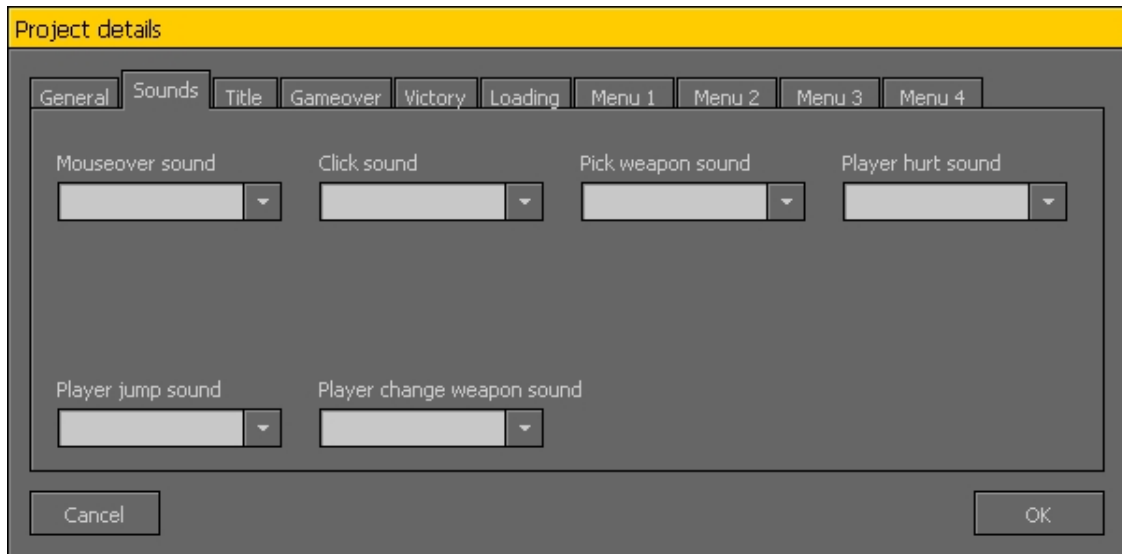 Project details
General Sounds Title Gameover Victory Loading Menu 1 Menu 2 Menu 3 Menu 4
Mouseover sound Click sound Pick weapon sound Player hurt sound
Player jump sound Player change weapon sound
Cancel OK